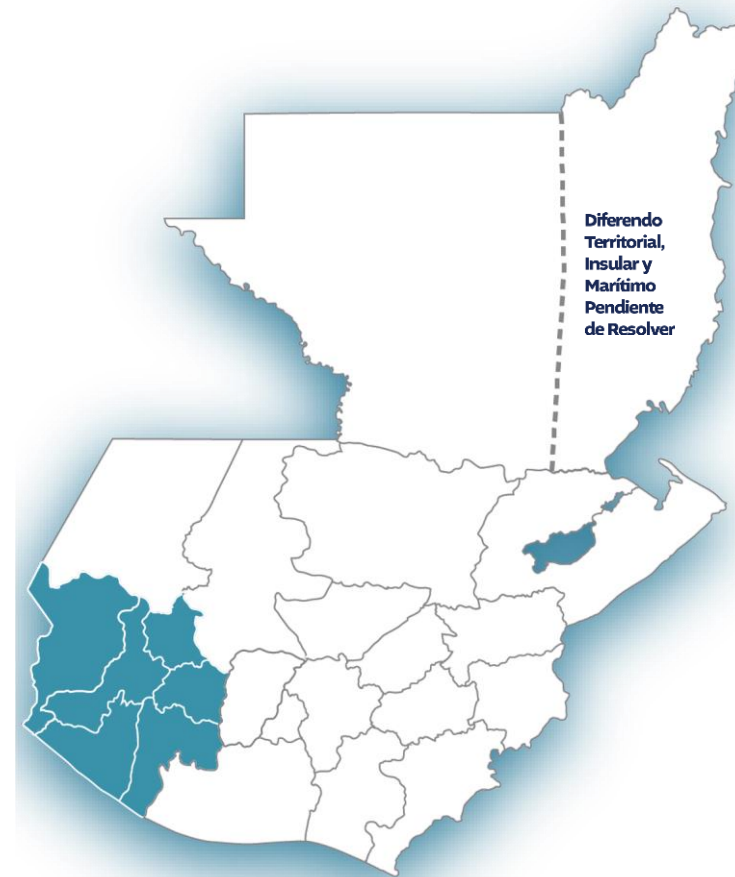 Diferendo
Territorial,
Insular y
Marítimo
Pendiente
de Resolver